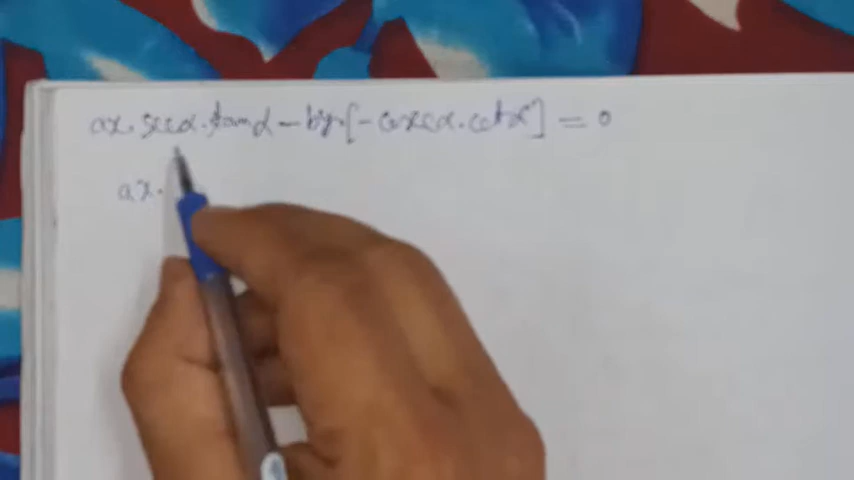 ax. secα. tanα - by. [- cosecα. cotα] = 0
ax.